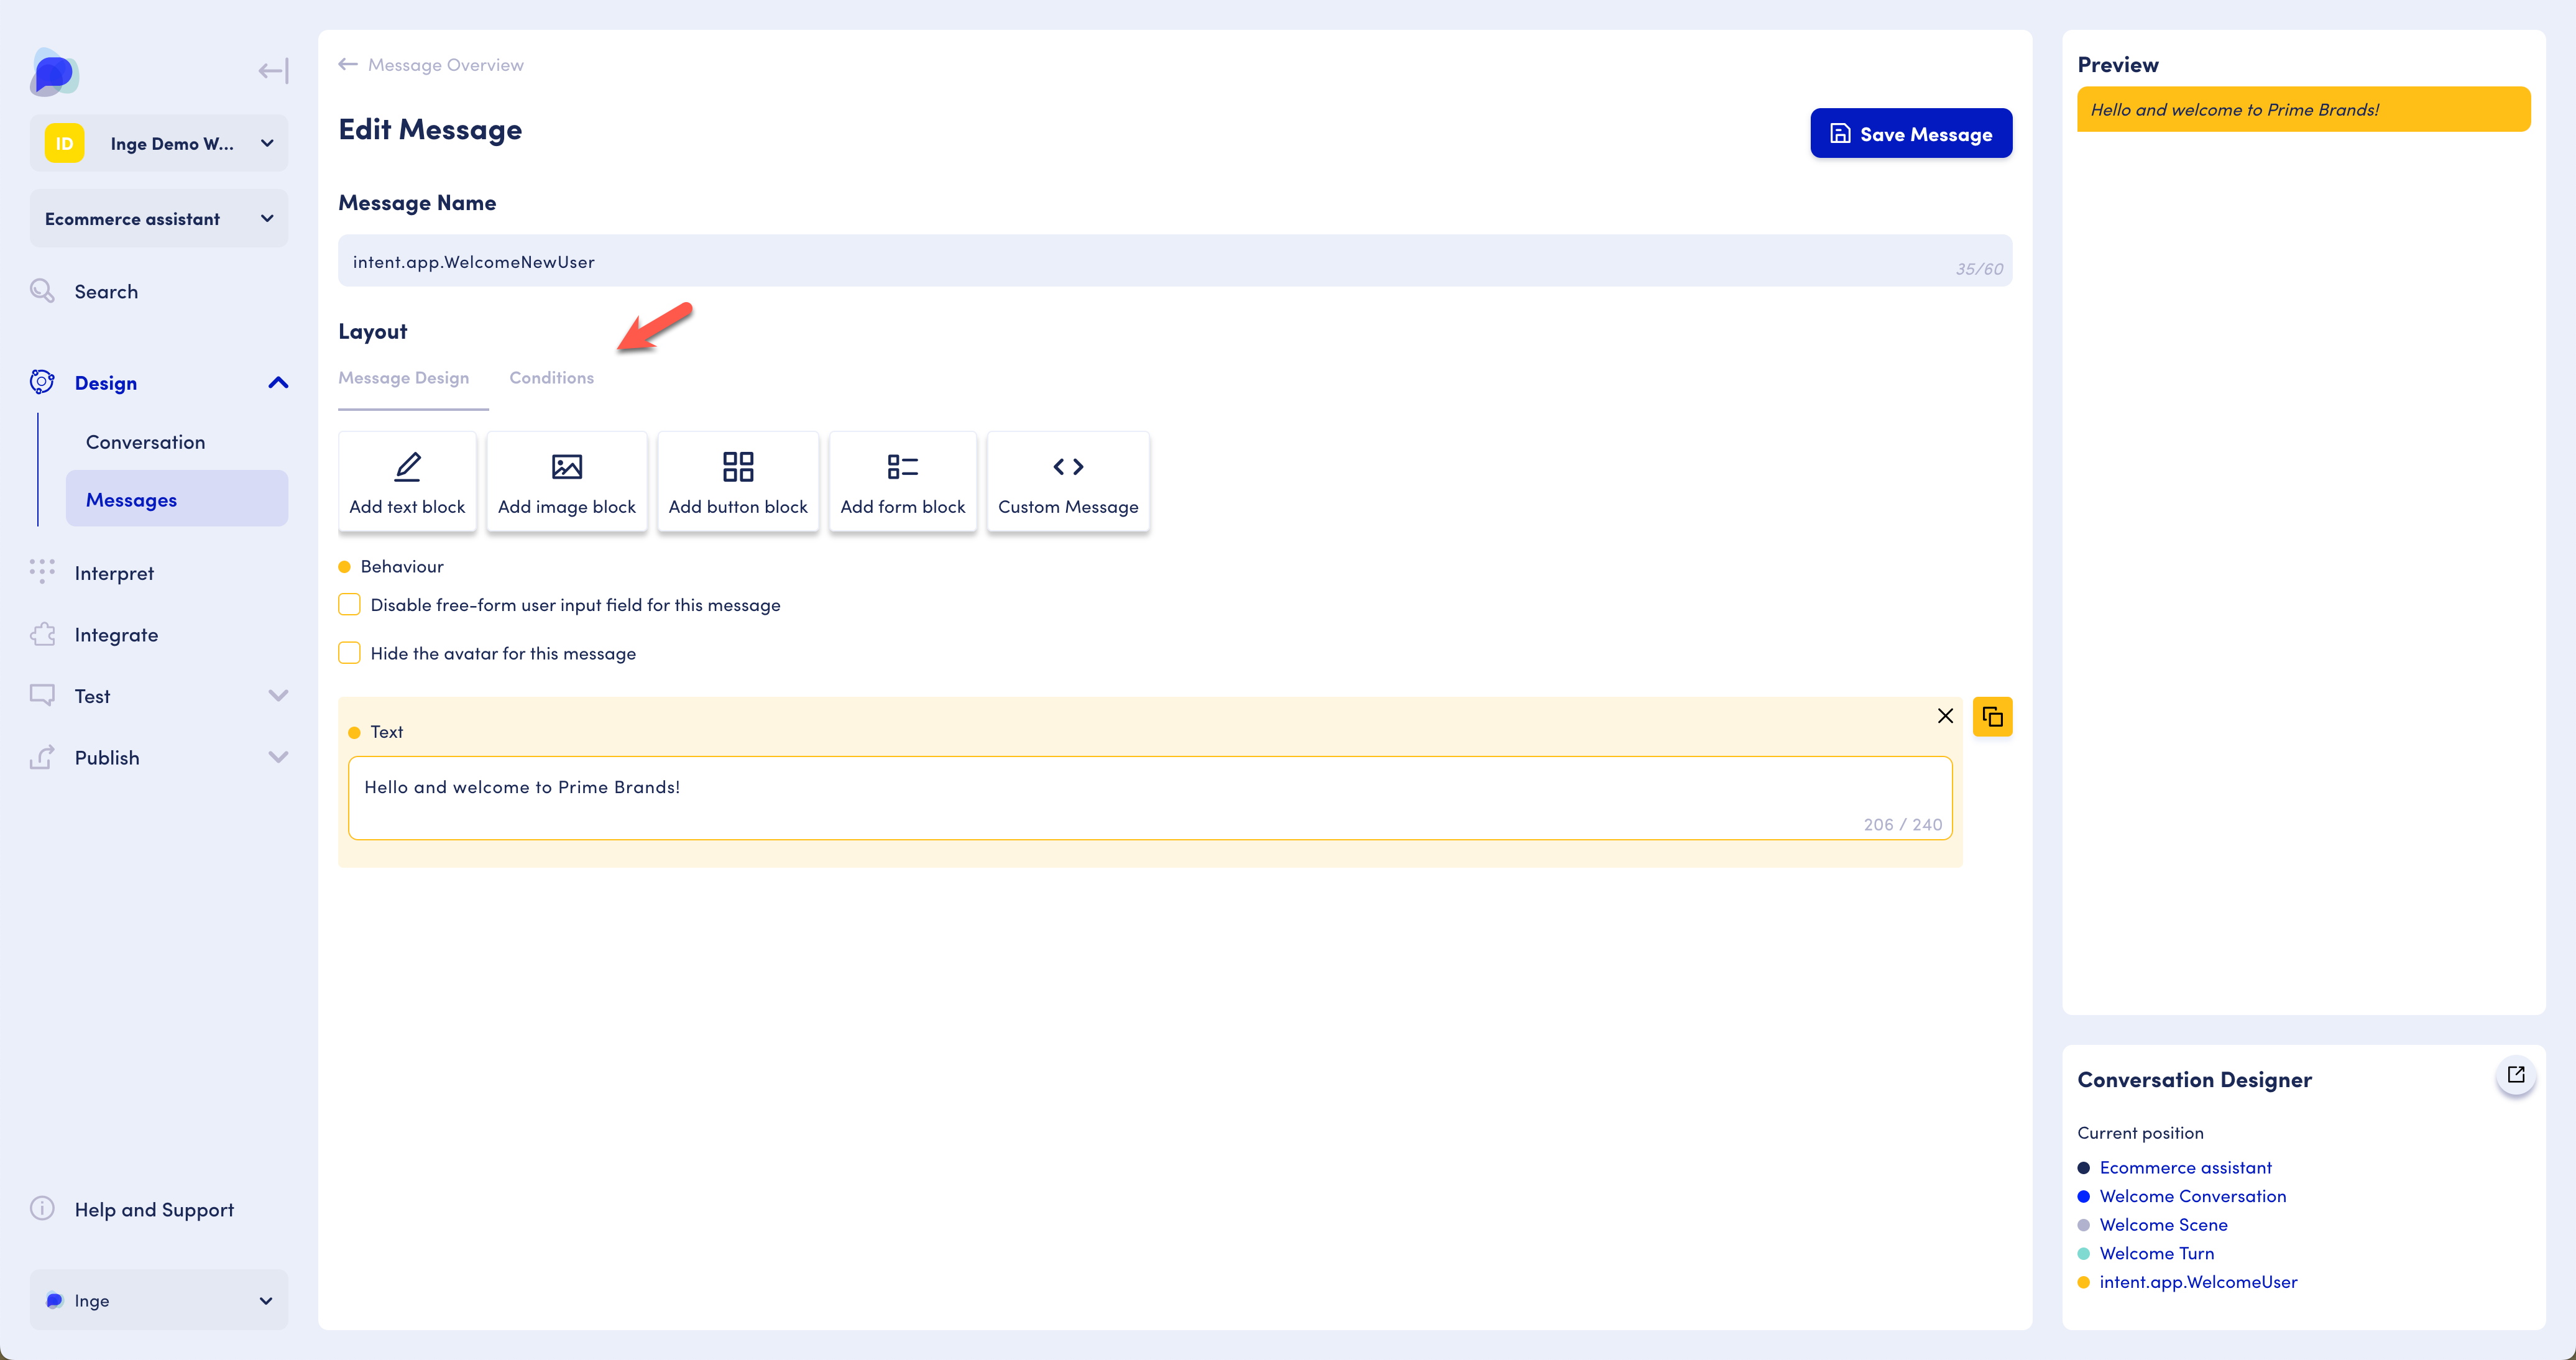 ID
Inge Demo W...
Ecommerce assistant
Search
Design
Conversation
Messages
Interpret
Integrate
Test
Publish
Help and Support
Inge
Message Overview
Edit Message
Save Message
Message Name
intent.app.WelcomeNewUser
35/60
Layout
Message Design
Conditions
Add text block
Add image block
Add button block
Add form block
Custom Message
Behaviour
Disable free-form user input field for this message
Hide the avatar for this message
Text
Hello and welcome to Prime Brands!
206 / 240
Preview
Hello and welcome to Prime Brands!
Conversation Designer
Current position
Ecommerce assistant
Welcome Conversation
Welcome Scene
Welcome Turn
intent.app.WelcomeUser